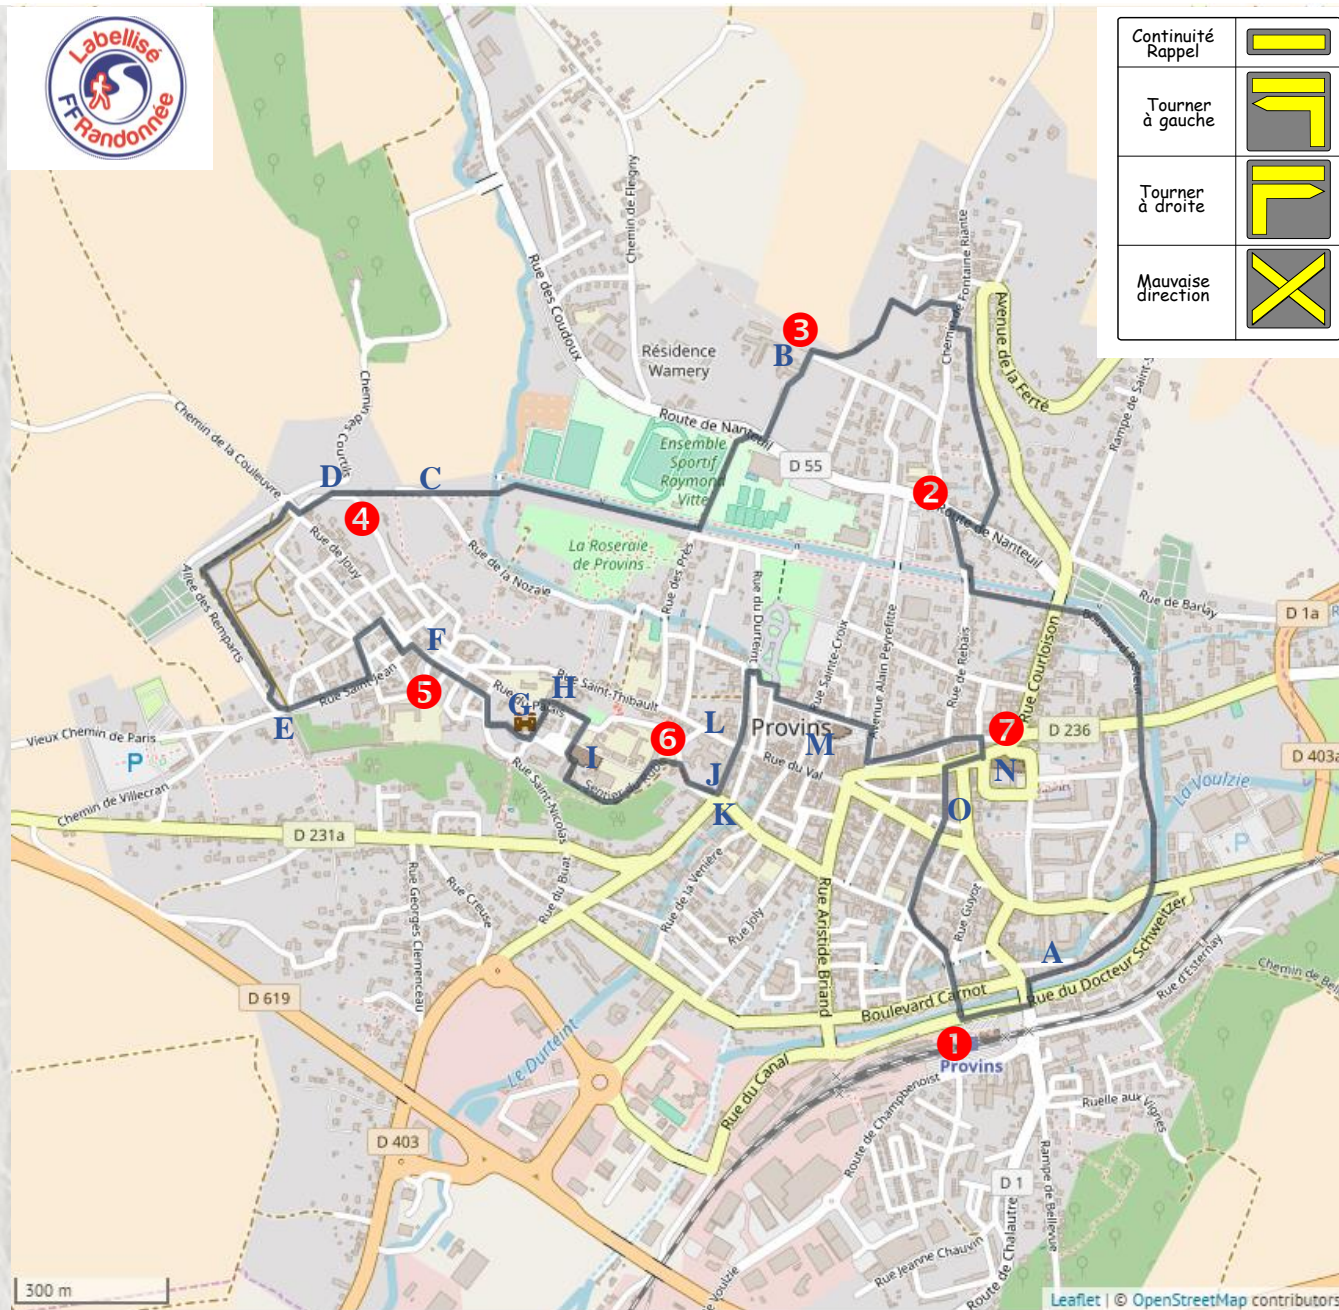 Labellisé
FFRandonnée
Continuité
Rappel
Tourner
à gauche
Tourner
à droite
Mauvaise
direction
Chemin de Fleigny
Rue des Coudoux
Chemin de Fontaine Riante
Avenue de la Ferté
Rampe de Saint-S
3
B
Résidence
Wamery
Route de Nanteuil
Ensemble
Sportif
Raymond
Vitte
D 55
2
Route de Nanteuil
Chemin des Courtils
Chemin de la Couleuvre
D
C
4
Rue de Jouy
Rue de la Nozaie
La Roseraie
de Provins
Rue des Prés
Rue du Durteint
Rue Sainte-Croix
Avenue Alain Peyrefitte
Rue de Rebais
Rue Courloison
Rue de Barlay
D 1a
Allée des Remparts
F
5
Rue Saint-Jean
E
Vieux Chemin de Paris
P
Chemin de Villecran
Rue Saint-Thibault
H
G
I
6
L
J
K
Provins
M
Rue du Val
7
N
O
D 236
D 403a
La Voulzie
P
Rue Saint-Nicolas
D 231a
Rue du Buat
Rue Creuse
Rue Georges Clemenceau
Rue de la Venière
Rue Joly
Rue Aristide Briand
Rue Guyot
A
Boulevard Carnot
Rue du Docteur Schweitzer
Rue d'Esternay
Chemin de Bel
D 619
Le Durteint
Rue du Canal
1
Provins
Route de Champbenoist
Ruelle aux Vignes
Rampe de Bellevue
D 403
D 1
Rue Jeanne Chauvin
Route de Chalautre
Voulzie
300 m
Leaflet | © OpenStreetMap contributors